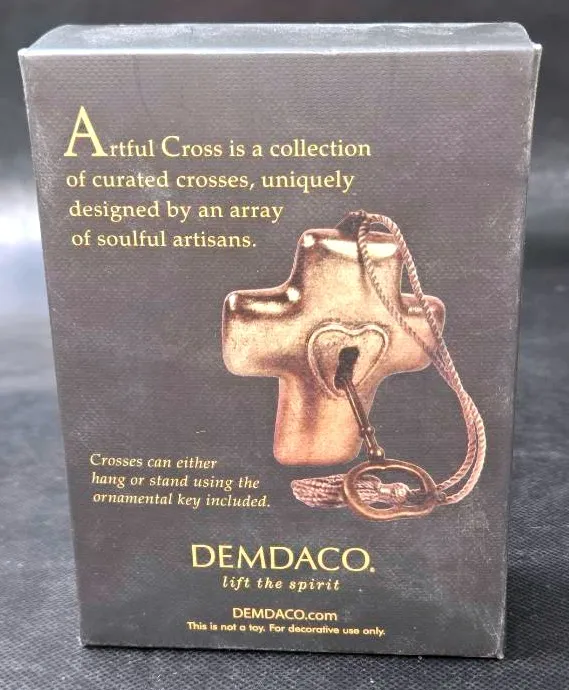 Artful Cross is a collection
of curated crosses, uniquely
designed by an array
of soulful artisans.
Crosses can either
hang or stand using the
ornamental key included.
DEMDACO.
lift the spirit
DEMDACO.com
This is not a toy. For decorative use only.